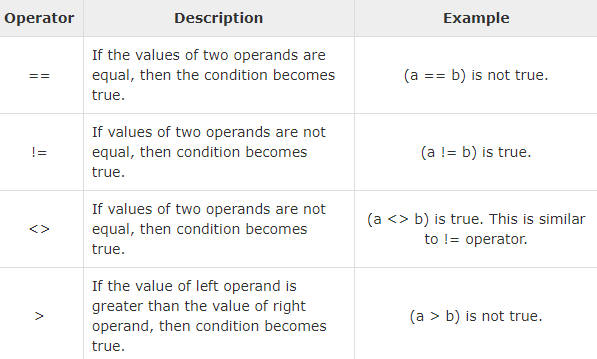 Operator Description Example
If the values of two operands are
== equal, then the condition becomes (a == b) is not true.
true.
If values of two operands are not
!= equal, then condition becomes (a != b) is true.
true.
If values of two operands are not
<> equal, then condition becomes (a <> b) is true. This is similar
to != operator.
true.
If the value of left operand is
greater than the value of right
> operand, then condition becomes (a > b) is not true.
true.